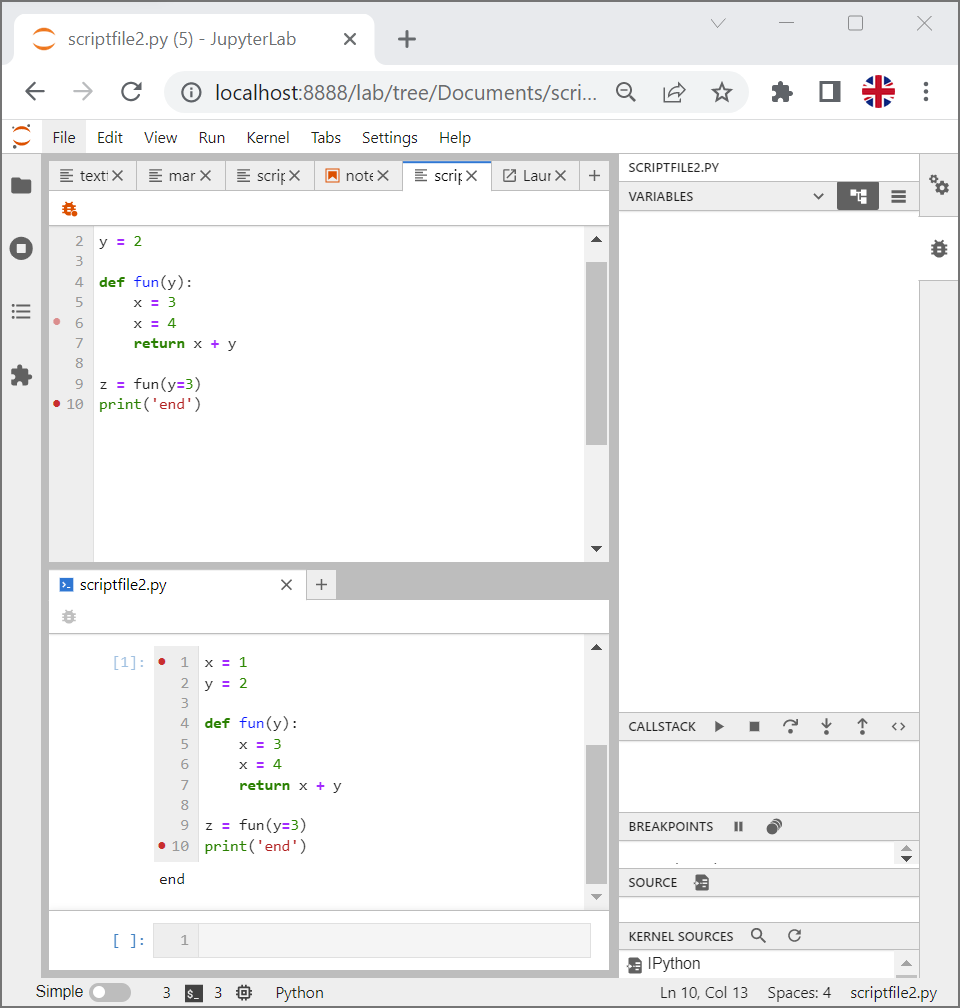 scriptfile2.py (5) - JupyterLab
localhost:8888/lab/tree/Documents/scri...
File Edit View Run Kernel Tabs Settings Help
textf mar scrip note scrip Laun
2 y = 2
3
4 def fun(y):
5 x = 3
6 x = 4
7 return x + y
8
9 z = fun(y=3)
10 print('end')
scriptfile2.py
[1]: 1 x = 1
2 y = 2
3
4 def fun(y):
5 x = 3
6 x = 4
7 return x + y
8
9 z = fun(y=3)
10 print('end')
end
[ ]: 1
SCRIPTFILE2.PY
VARIABLES
CALLSTACK
BREAKPOINTS
SOURCE
KERNEL SOURCES
IPython
Simple 3 3 Python Ln 10, Col 13 Spaces: 4 scriptfile2.py